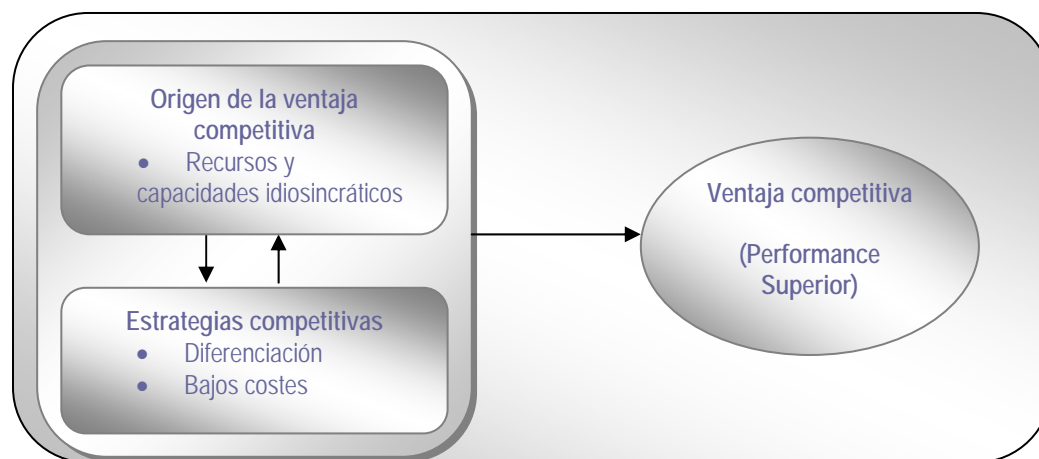 Origen de la ventaja
competitiva
• Recursos y
capacidades idiosincráticos
Estrategias competitivas
• Diferenciación
• Bajos costes
Ventaja competitiva
(Performance
Superior)